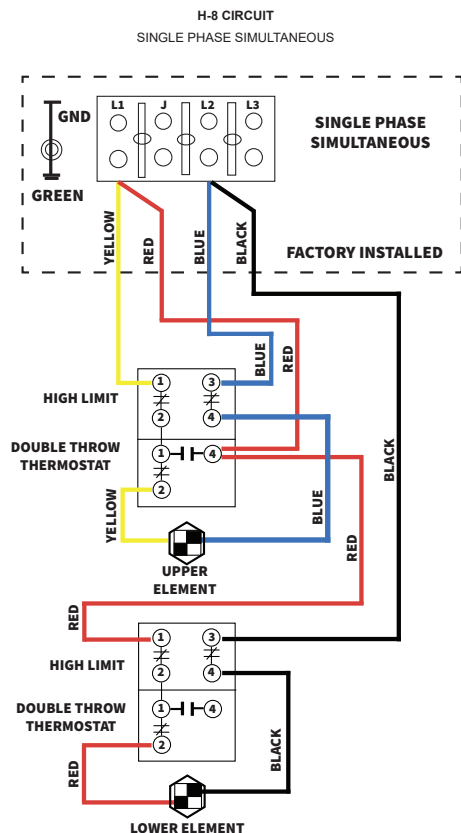 H-8 CIRCUIT
SINGLE PHASE SIMULTANEOUS
L1 J L2 L3
GND
SINGLE PHASE
SIMULTANEOUS
GREEN
YELLOW
RED
BLUE
BLACK
FACTORY INSTALLED
BLUE
RED
1 3
HIGH LIMIT
2 4
DOUBLE THROW
THERMOSTAT
1 4
2
BLACK
YELLOW
BLUE
RED
UPPER
ELEMENT
RED
1 3
HIGH LIMIT
2 4
DOUBLE THROW
THERMOSTAT
1 4
2
BLACK
RED
LOWER ELEMENT